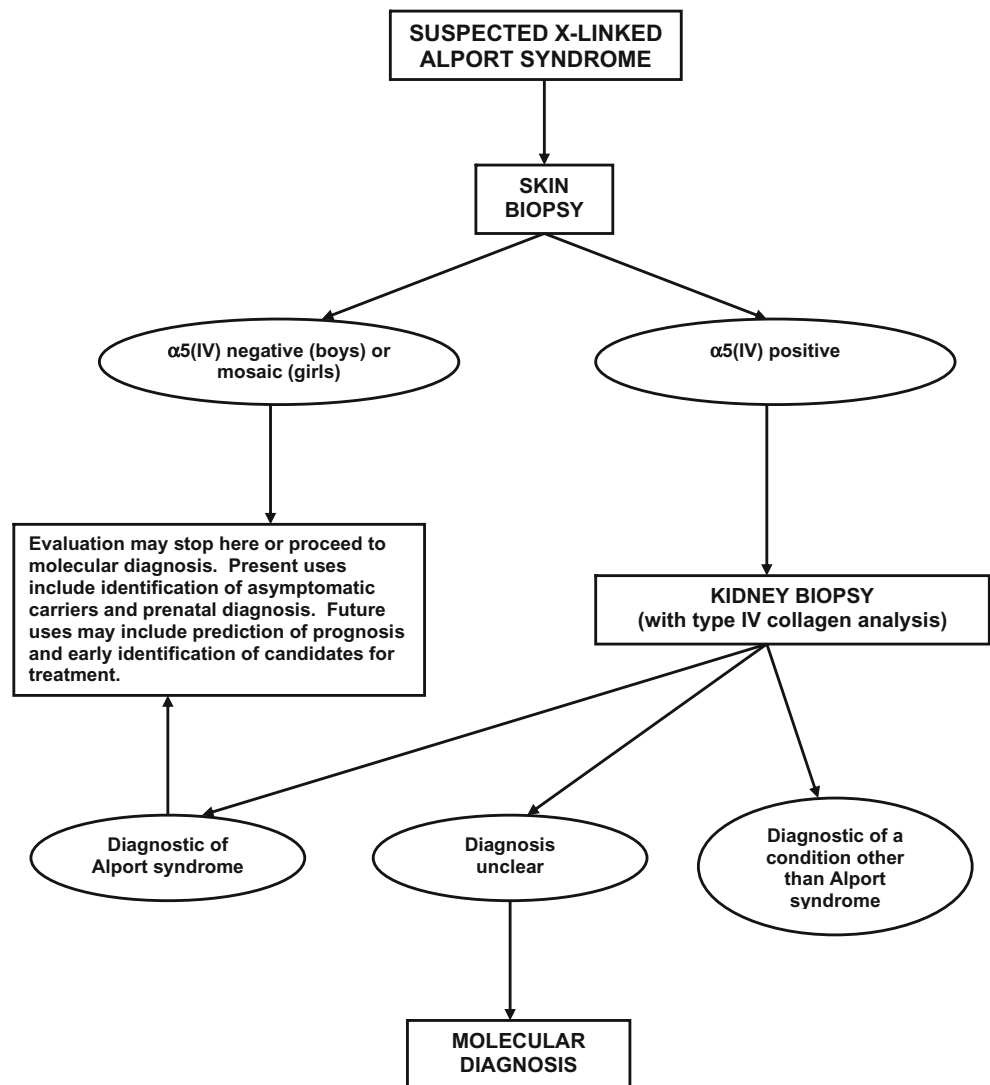 SUSPECTED X-LINKED
ALPORT SYNDROME
SKIN
BIOPSY
α5(IV) negative (boys) or
mosaic (girls)
α5(IV) positive
Evaluation may stop here or proceed to
molecular diagnosis. Present uses
include identification of asymptomatic
carriers and prenatal diagnosis. Future
uses may include prediction of prognosis
and early identification of candidates for
treatment.
KIDNEY BIOPSY
(with type IV collagen analysis)
Diagnostic of
Alport syndrome
Diagnosis
unclear
Diagnostic of a
condition other
than Alport
syndrome
MOLECULAR
DIAGNOSIS